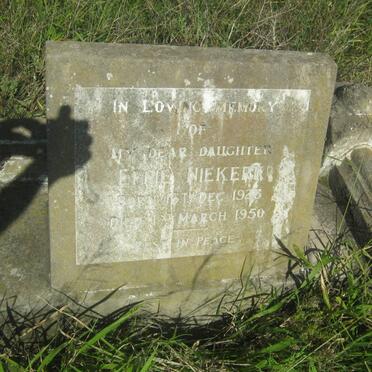 IN LOVING MEMORY
OF
MY DEAR DAUGHTER
NIEKERK
DEC
MARCH 1950
IN PEACE